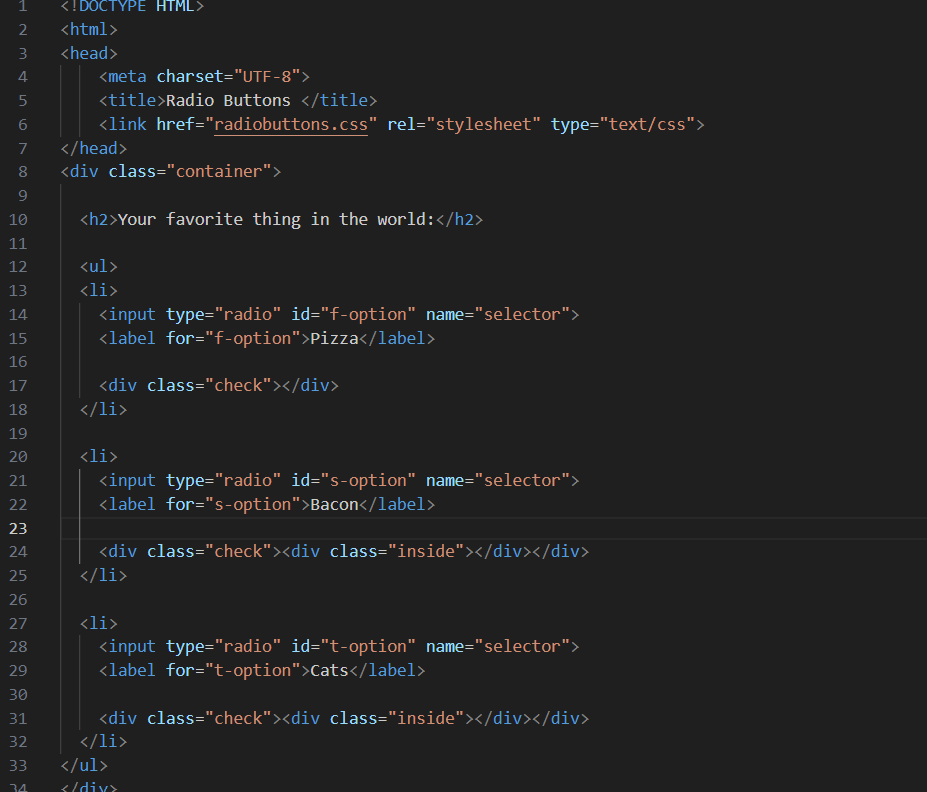 1 <!DOCTYPE HTML>
2 <html>
3 <head>
4 <meta charset="UTF-8">
5 <title>Radio Buttons </title>
6 <link href="radiobuttons.css" rel="stylesheet" type="text/css">
7 </head>
8 <div class="container">
9
10 <h2>Your favorite thing in the world:</h2>
11
12 <ul>
13 <li>
14 <input type="radio" id="f-option" name="selector">
15 <label for="f-option">Pizza</label>
16
17 <div class="check"></div>
18 </li>
19
20 <li>
21 <input type="radio" id="s-option" name="selector">
22 <label for="s-option">Bacon</label>
23
24 <div class="check"><div class="inside"></div></div>
25 </li>
26
27 <li>
28 <input type="radio" id="t-option" name="selector">
29 <label for="t-option">Cats</label>
30
31 <div class="check"><div class="inside"></div></div>
32 </li>
33 </ul>
34 </div>